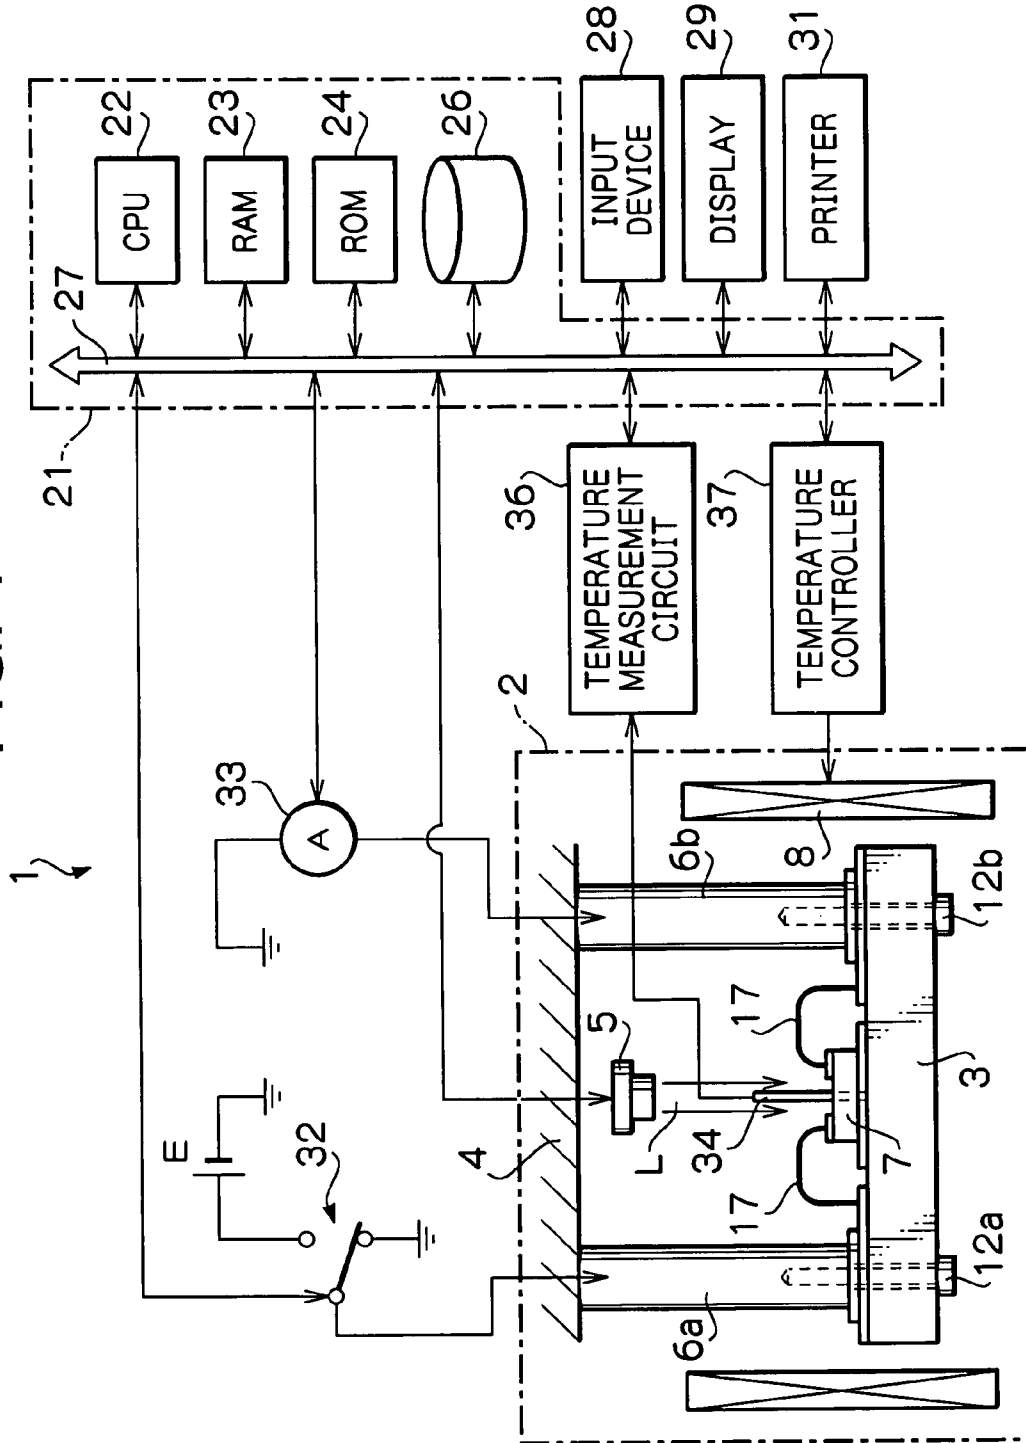 1
21
27
E
32
33
A
CPU
22
RAM
23
ROM
24
26
2
4
5
L
34
6a
6b
17
17
7
8
3
12a
12b
36
TEMPERATURE
MEASUREMENT
CIRCUIT
37
TEMPERATURE
CONTROLLER
INPUT
DEVICE
28
DISPLAY
29
PRINTER
31